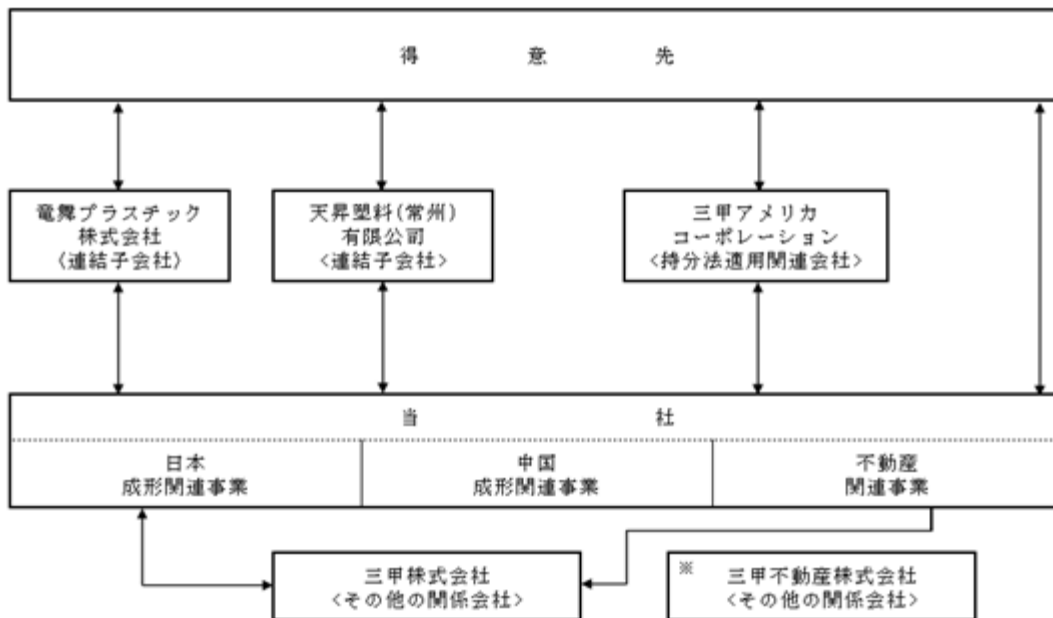 得意先
竜舞プラスチック
株式会社
〈連結子会社〉
天昇塑料(常州)
有限公司
<連結子会社>
三甲アメリカ
コーポレーション
<持分法適用関連会社>
当社
日本
成形関連事業
中国
成形関連事業
不動産
関連事業
三甲株式会社
<その他の関係会社>
※ 三甲不動産株式会社
<その他の関係会社>